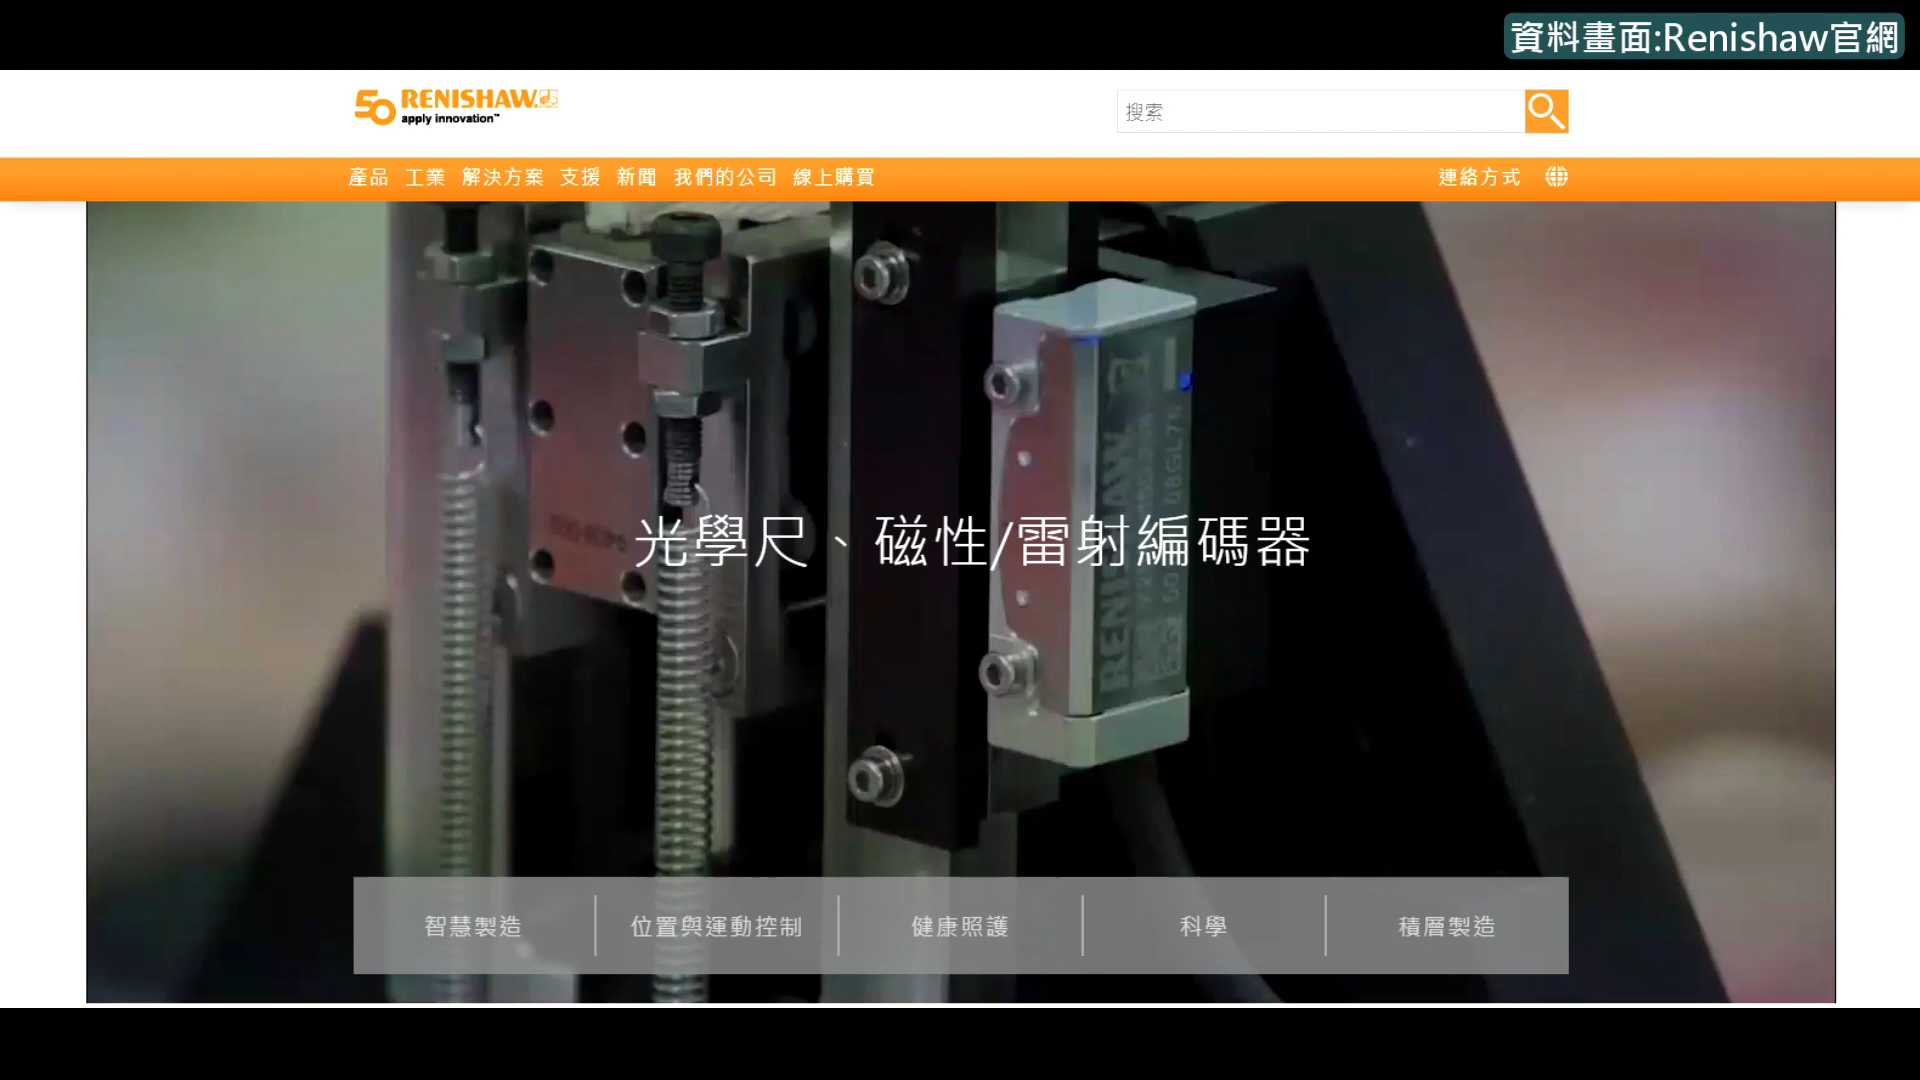 資料畫面:Renishaw官網
50 RENISHAW
apply innovation™
搜索
產品 工業 解決方案 支援 新聞 我們的公司 線上購買
連絡方式
光學尺、磁性/雷射編碼器
RENISHAW
智慧製造 位置與運動控制 健康照護 科學 積層製造